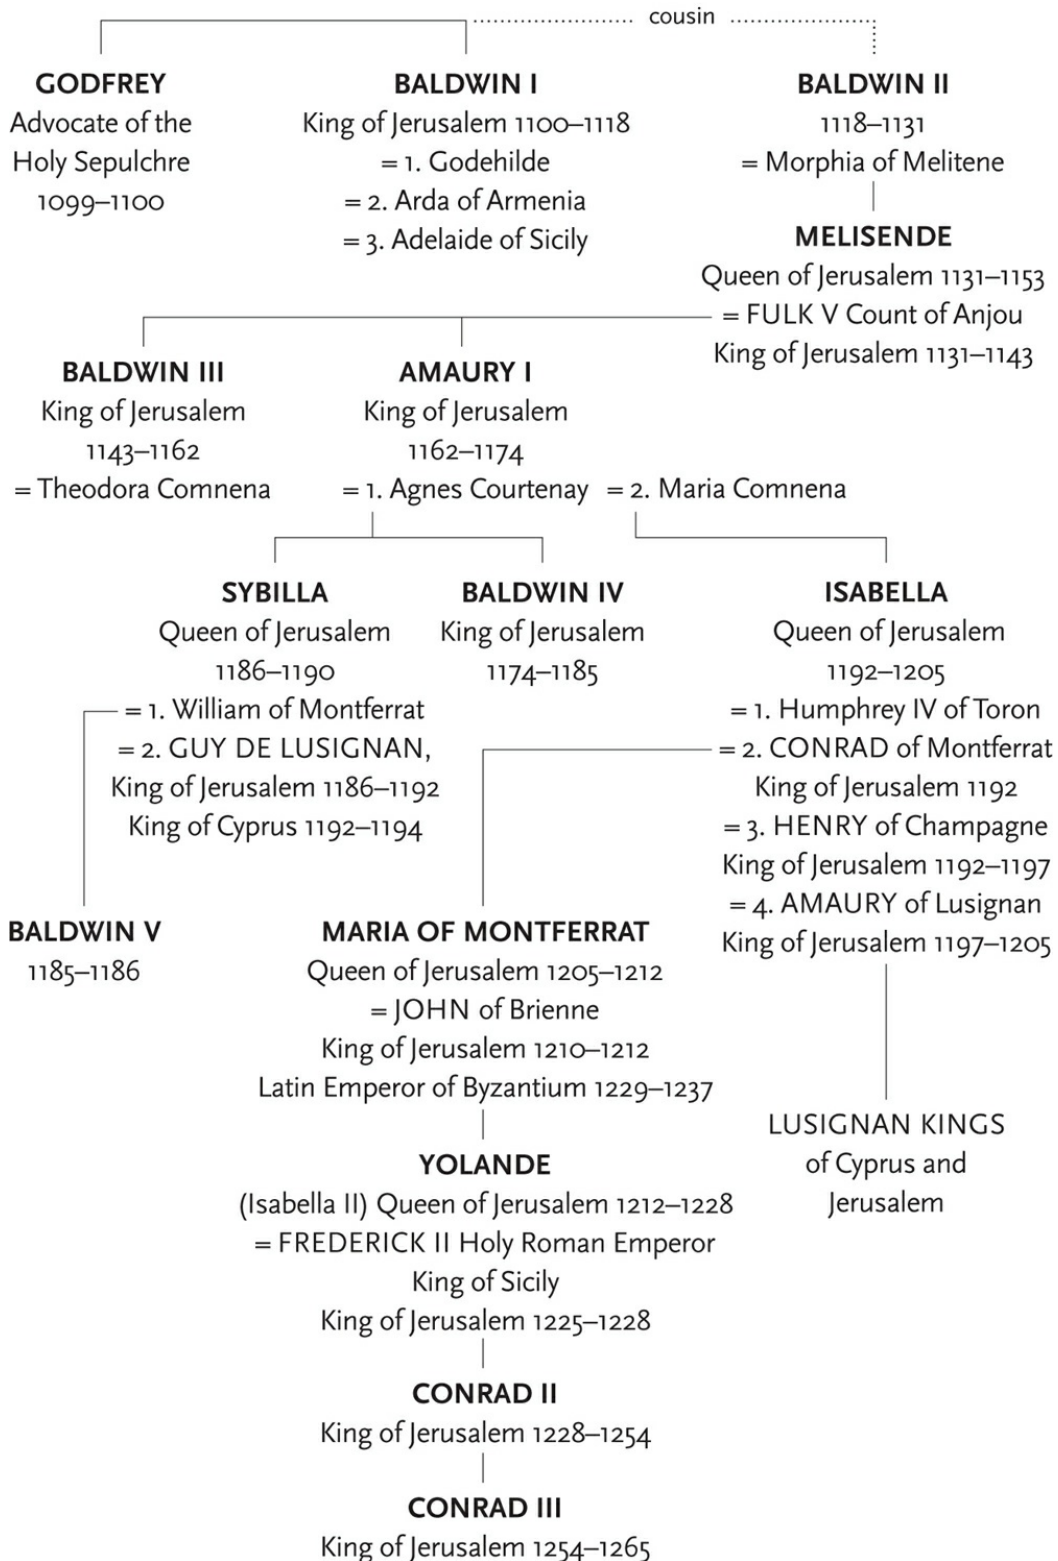 cousin
GODFREY
Advocate of the
Holy Sepulchre
1099–1100
BALDWIN I
King of Jerusalem 1100–1118
= 1. Godehilde
= 2. Arda of Armenia
= 3. Adelaide of Sicily
BALDWIN II
1118–1131
= Morphia of Melitene
MELISENDE
Queen of Jerusalem 1131–1153
= FULK V Count of Anjou
King of Jerusalem 1131–1143
BALDWIN III
King of Jerusalem
1143–1162
= Theodora Comnena
AMAURY I
King of Jerusalem
1162–1174
= 1. Agnes Courtenay = 2. Maria Comnena
SYBILLA
Queen of Jerusalem
1186–1190
= 1. William of Montferrat
= 2. GUY DE LUSIGNAN,
King of Jerusalem 1186–1192
King of Cyprus 1192–1194
BALDWIN IV
King of Jerusalem
1174–1185
ISABELLA
Queen of Jerusalem
1192–1205
= 1. Humphrey IV of Toron
= 2. CONRAD of Montferrat
King of Jerusalem 1192
= 3. HENRY of Champagne
King of Jerusalem 1192–1197
= 4. AMAURY of Lusignan
King of Jerusalem 1197–1205
BALDWIN V
1185–1186
MARIA OF MONTFERRAT
Queen of Jerusalem 1205–1212
= JOHN of Brienne
King of Jerusalem 1210–1212
Latin Emperor of Byzantium 1229–1237
LUSIGNAN KINGS
of Cyprus and
Jerusalem
YOLANDE
(Isabella II) Queen of Jerusalem 1212–1228
= FREDERICK II Holy Roman Emperor
King of Sicily
King of Jerusalem 1225–1228
CONRAD II
King of Jerusalem 1228–1254
CONRAD III
King of Jerusalem 1254–1265